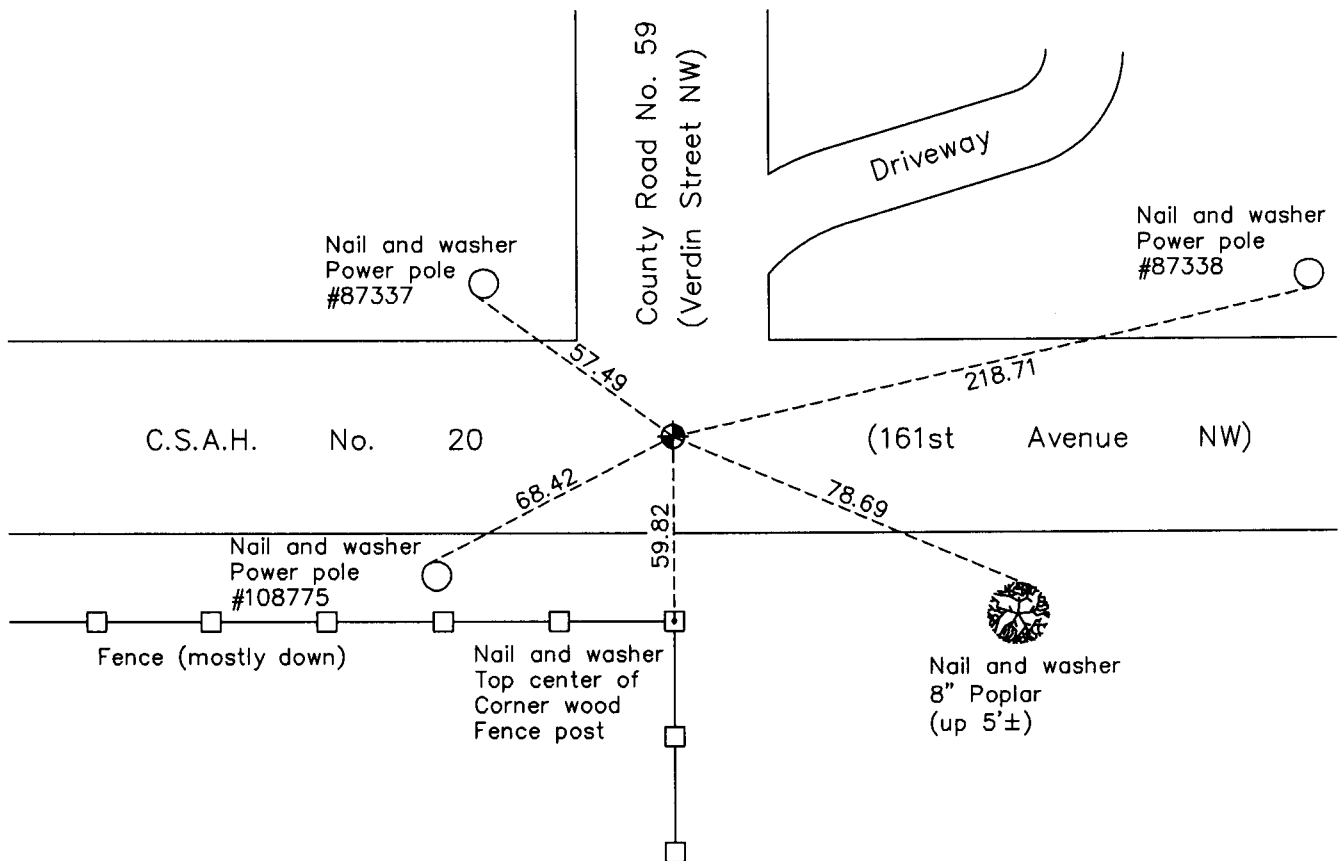 County Road No. 59
(Verdin Street NW)
Driveway
Nail and washer
Power pole
#87337
Nail and washer
Power pole
#87338
57.49
218.71
C.S.A.H. No. 20
(161st Avenue NW)
68.42
59.82
78.69
Nail and washer
Power pole
#108775
Fence (mostly down)
Nail and washer
Top center of
Corner wood
Fence post
Nail and washer
8" Poplar
(up 5'±)